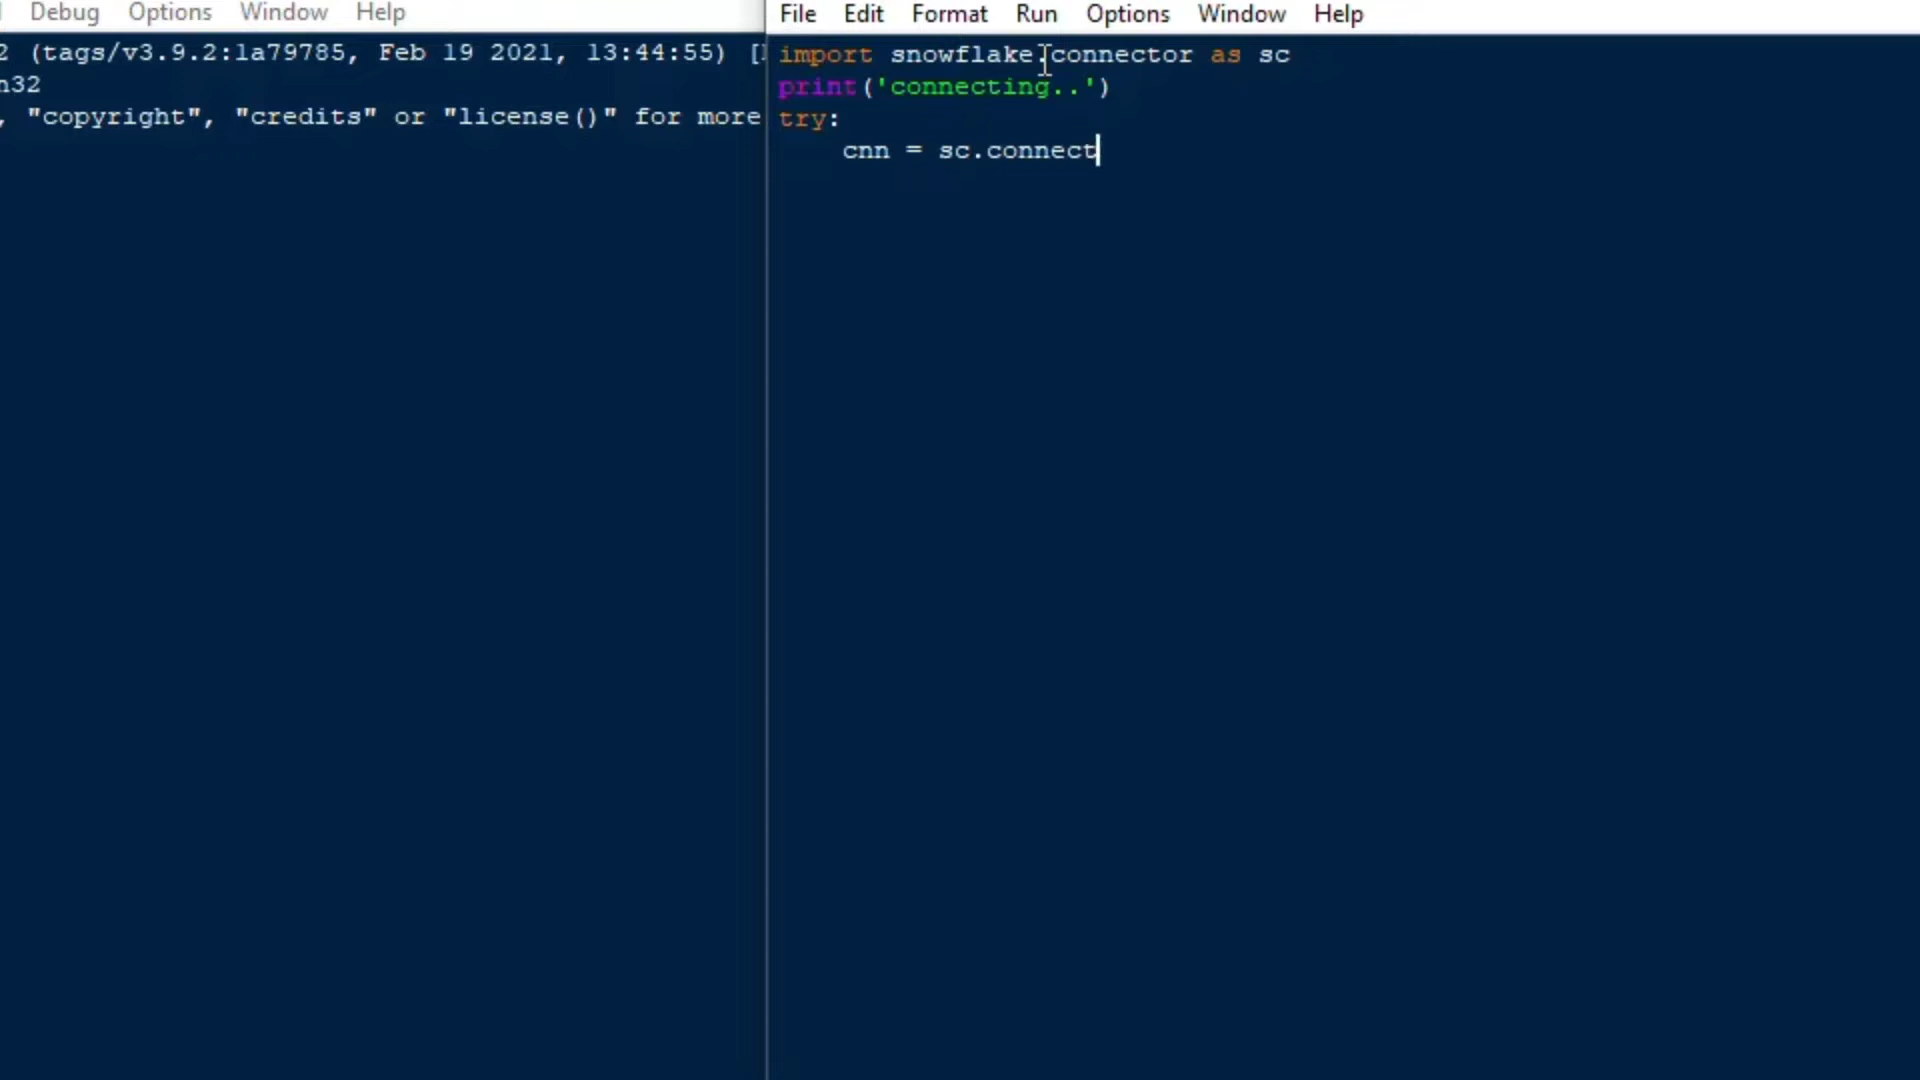 Debug Options Window Help
2 (tags/v3.9.2:1a79785, Feb 19 2021, 13:44:55) [
n32
, "copyright", "credits" or "license()" for more
File Edit Format Run Options Window Help
import snowflake.connector as sc
print('connecting..')
try:
    cnn = sc.connect